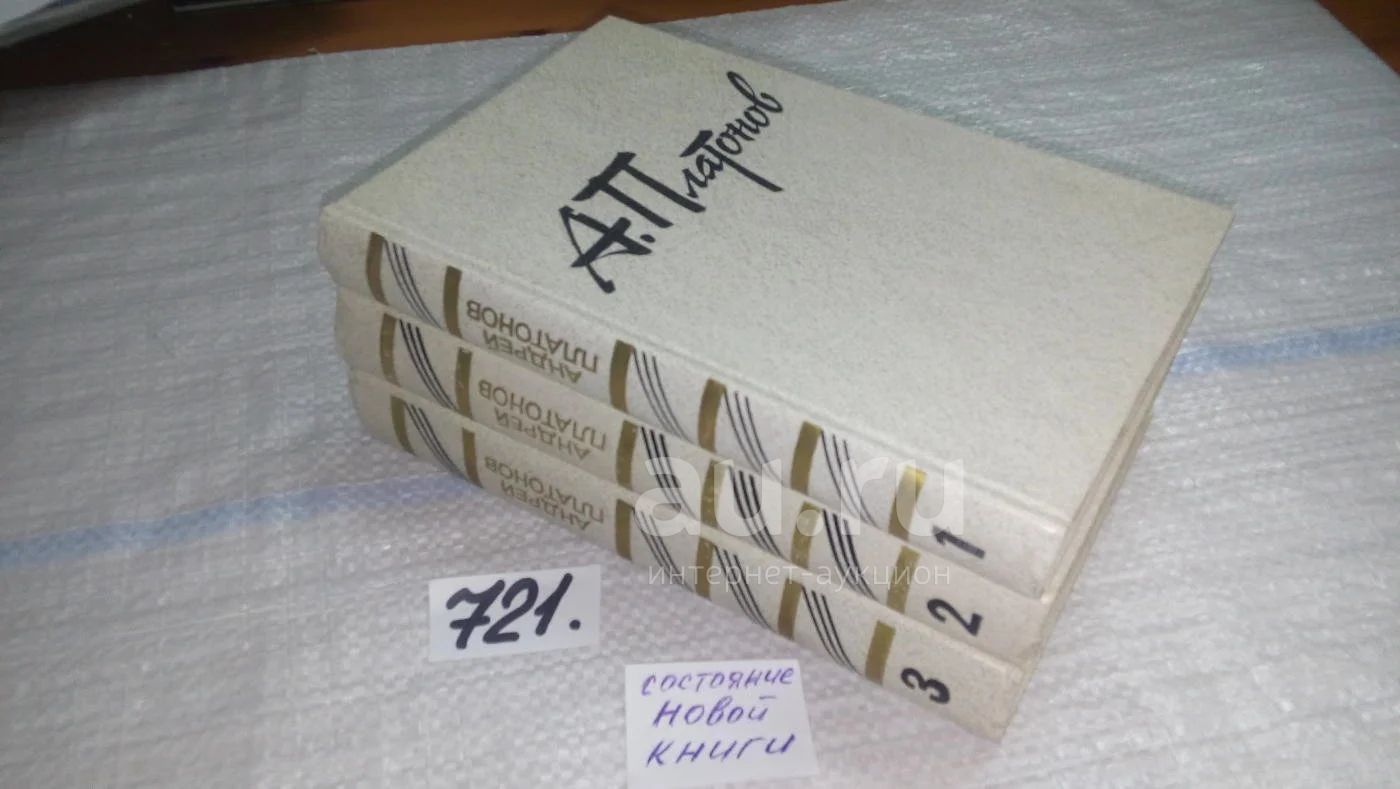 А. Платонов
АНДРЕЙ
ПЛАТОНОВ
1
АНДРЕЙ
ПЛАТОНОВ
2
АНДРЕЙ
ПЛАТОНОВ
3
au.ru
интернет-аукцион
721.
состояние
новой
книги